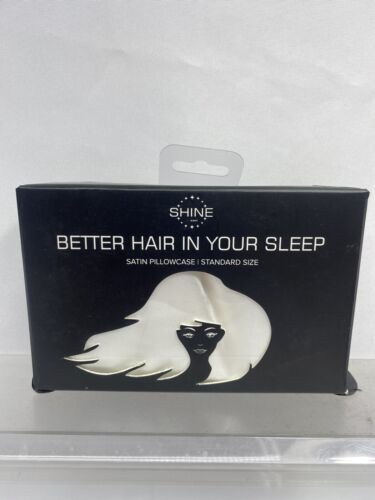 SHINE
BETTER HAIR IN YOUR SLEEP
SATIN PILLOWCASE | STANDARD SIZE